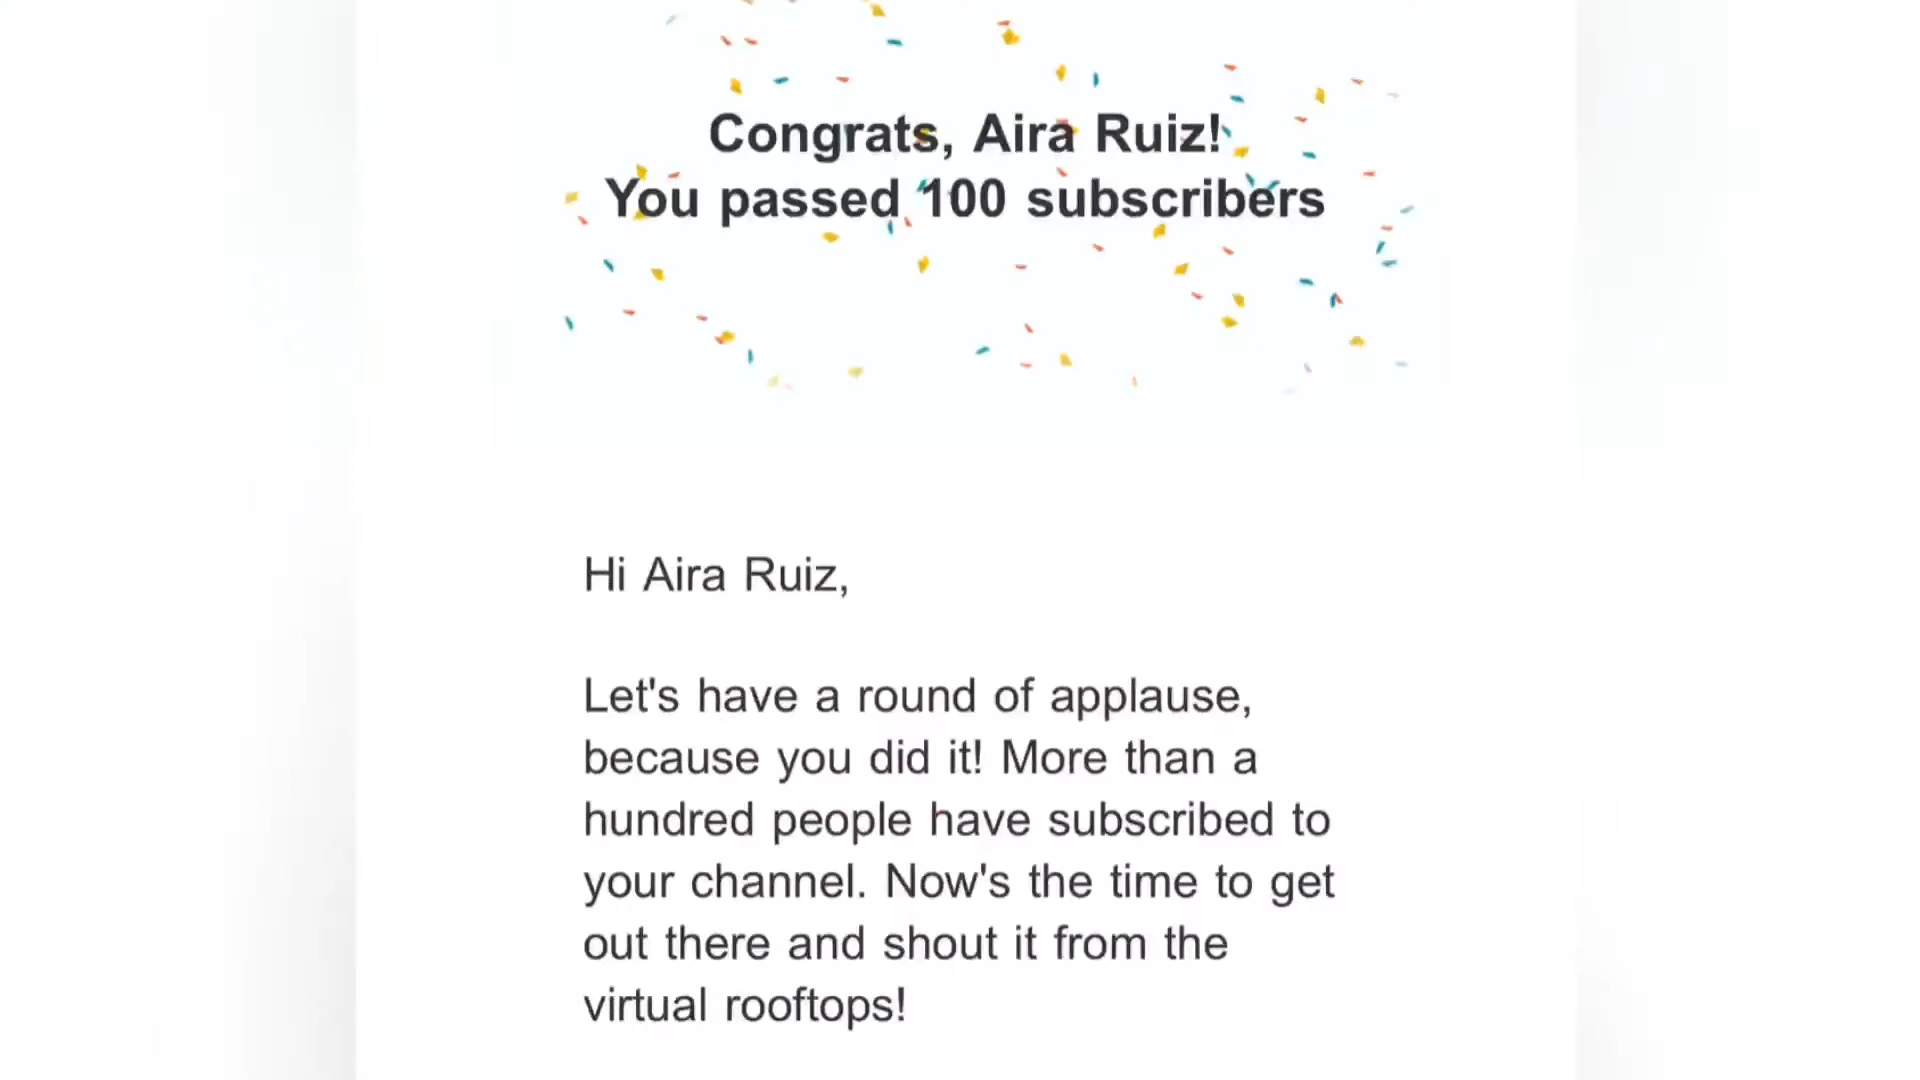 Congrats, Aira Ruiz!
You passed 100 subscribers
Hi Aira Ruiz,
Let's have a round of applause,
because you did it! More than a
hundred people have subscribed to
your channel. Now's the time to get
out there and shout it from the
virtual rooftops!